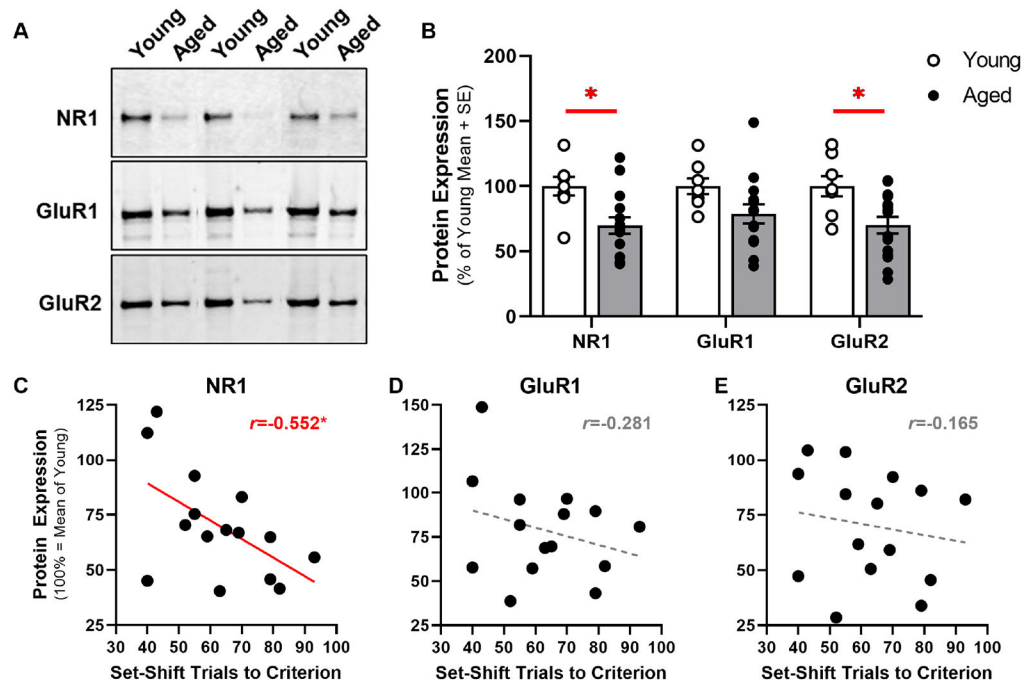 A
Young Aged Young Aged Young Aged
NR1
GluR1
GluR2
B
Young
Aged
Protein Expression
(% of Young Mean + SE)
200
150
100
50
0
*
*
NR1 GluR1 GluR2
C
NR1
r=-0.552*
Protein Expression
(100% = Mean of Young)
125
100
75
50
25
30 40 50 60 70 80 90 100
Set-Shift Trials to Criterion
D
GluR1
r=-0.281
150
125
100
75
50
25
30 40 50 60 70 80 90 100
Set-Shift Trials to Criterion
E
GluR2
r=-0.165
125
100
75
50
25
30 40 50 60 70 80 90 100
Set-Shift Trials to Criterion